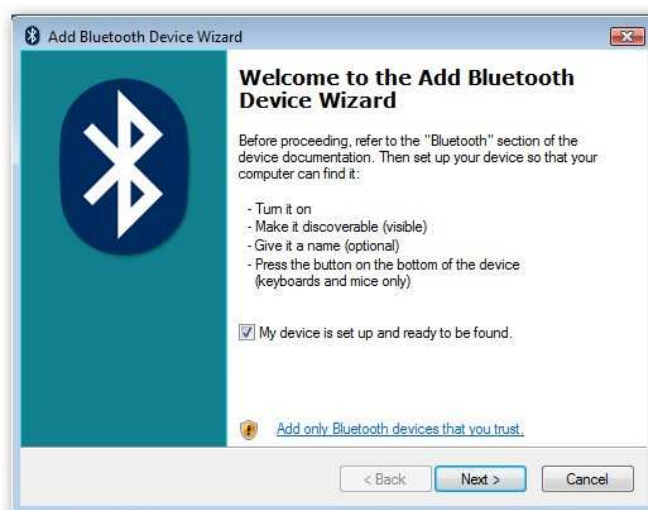 Add Bluetooth Device Wizard
Welcome to the Add Bluetooth
Device Wizard
Before proceeding, refer to the "Bluetooth" section of the
device documentation. Then set up your device so that your
computer can find it:
- Turn it on
- Make it discoverable (visible)
- Give it a name (optional)
- Press the button on the bottom of the device
(keyboards and mice only)
My device is set up and ready to be found.
Add only Bluetooth devices that you trust.
< Back Next > Cancel